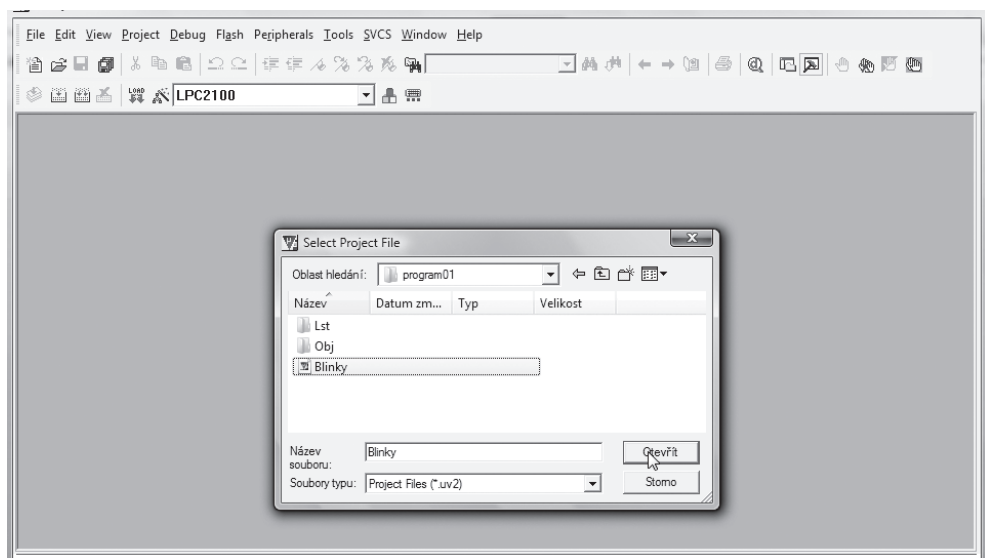 File Edit View Project Debug Flash Peripherals Tools SVCS Window Help
LOAD LPC2100
Select Project File
Oblast hledání: program01
Název Datum zm... Typ Velikost
Lst
Obj
Blinky
Název souboru: Blinky Otevřít
Soubory typu: Project Files (*.uv2) Storno